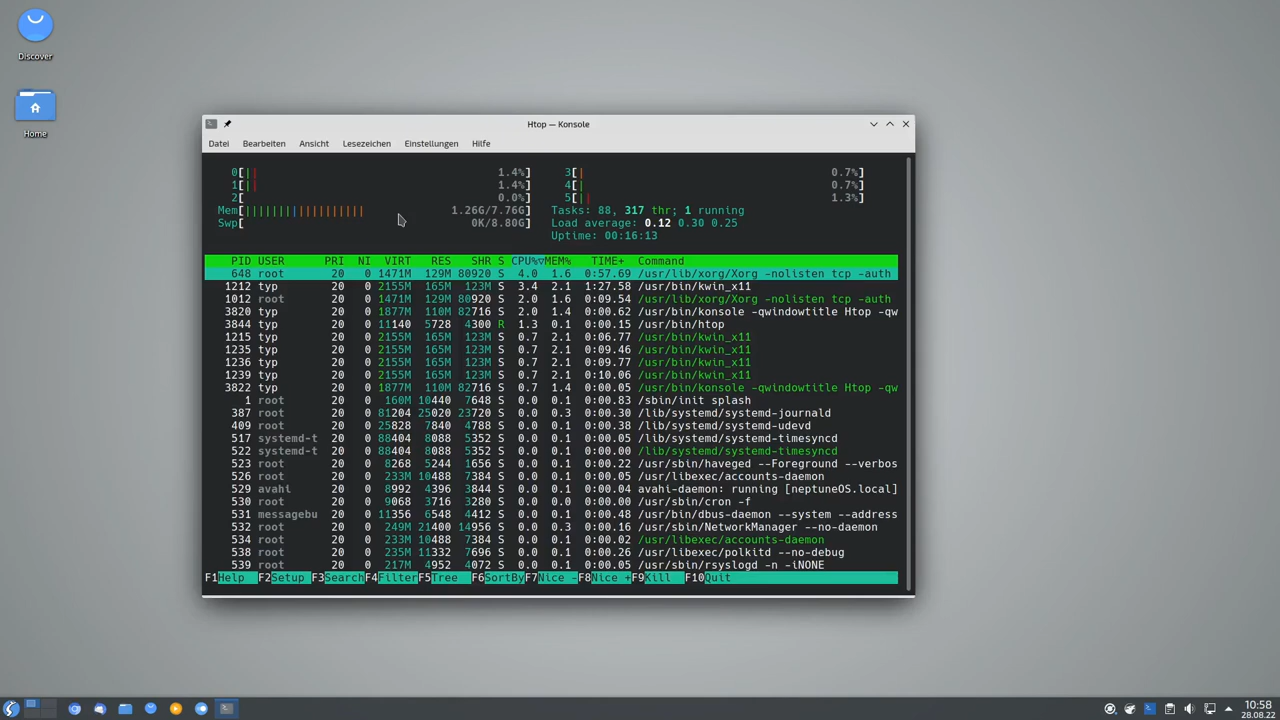 Discover
Home
Htop — Konsole
Datei Bearbeiten Ansicht Lesezeichen Einstellungen Hilfe
0[|| 1.4%] 3[| 0.7%]
1[|| 1.4%] 4[| 0.7%]
2[ 0.0%] 5[|| 1.3%]
Mem[||||||||||||||||||| 1.26G/7.76G] Tasks: 88, 317 thr; 1 running
Swp[ 0K/8.80G] Load average: 0.12 0.30 0.25
Uptime: 00:16:13
PID USER PRI NI VIRT RES SHR S CPU%▽MEM% TIME+ Command
648 root 20 0 1471M 129M 80920 S 4.0 1.6 0:57.69 /usr/lib/xorg/Xorg -nolisten tcp -auth
1212 typ 20 0 2155M 165M 123M S 3.4 2.1 1:27.58 /usr/bin/kwin_x11
1012 root 20 0 1471M 129M 80920 S 2.0 1.6 0:09.54 /usr/lib/xorg/Xorg -nolisten tcp -auth
3820 typ 20 0 1877M 110M 82716 S 2.0 1.4 0:00.62 /usr/bin/konsole -qwindowtitle Htop -qw
3844 typ 20 0 11140 5728 4300 R 1.3 0.1 0:00.15 /usr/bin/htop
1215 typ 20 0 2155M 165M 123M S 0.7 2.1 0:06.77 /usr/bin/kwin_x11
1235 typ 20 0 2155M 165M 123M S 0.7 2.1 0:09.46 /usr/bin/kwin_x11
1236 typ 20 0 2155M 165M 123M S 0.7 2.1 0:09.77 /usr/bin/kwin_x11
1239 typ 20 0 2155M 165M 123M S 0.7 2.1 0:10.06 /usr/bin/kwin_x11
3822 typ 20 0 1877M 110M 82716 S 0.7 1.4 0:00.05 /usr/bin/konsole -qwindowtitle Htop -qw
1 root 20 0 160M 10440 7648 S 0.0 0.1 0:00.83 /sbin/init splash
387 root 20 0 81204 25020 23720 S 0.0 0.3 0:00.30 /lib/systemd/systemd-journald
409 root 20 0 25828 7840 4788 S 0.0 0.1 0:00.38 /lib/systemd/systemd-udevd
517 systemd-t 20 0 88404 8088 5352 S 0.0 0.1 0:00.07 /lib/systemd/systemd-timesyncd
522 systemd-t 20 0 88404 8088 5352 S 0.0 0.1 0:00.00 /lib/systemd/systemd-timesyncd
523 root 20 0 8268 5244 1656 S 0.0 0.1 0:00.22 /usr/sbin/haveged --Foreground --verbos
526 root 20 0 233M 10488 7384 S 0.0 0.1 0:00.05 /usr/libexec/accounts-daemon
529 avahi 20 0 8992 4396 3844 S 0.0 0.1 0:00.04 avahi-daemon: running [neptuneOS.local]
530 root 20 0 9068 3716 3280 S 0.0 0.0 0:00.00 /usr/sbin/cron -f
531 messagebu 20 0 11356 6548 4412 S 0.0 0.1 0:00.48 /usr/bin/dbus-daemon --system --address
532 root 20 0 249M 21400 14956 S 0.0 0.3 0:00.16 /usr/sbin/NetworkManager --no-daemon
534 root 20 0 233M 10488 7384 S 0.0 0.1 0:00.02 /usr/libexec/accounts-daemon
538 root 20 0 235M 11332 7696 S 0.0 0.1 0:00.26 /usr/libexec/polkitd --no-debug
539 root 20 0 217M 4952 4072 S 0.0 0.1 0:00.05 /usr/sbin/rsyslogd -n -iNONE
F1Help F2Setup F3Search F4Filter F5Tree F6SortBy F7Nice - F8Nice + F9Kill F10Quit
10:58
28.08.22